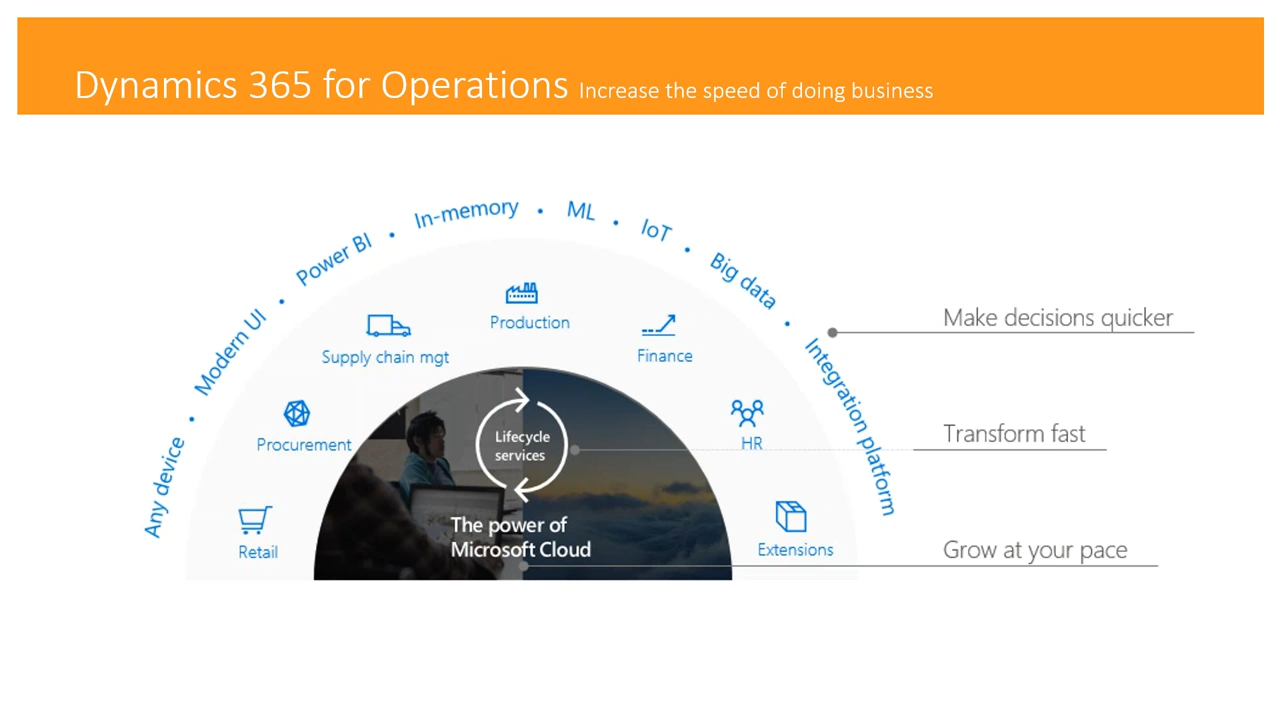 Dynamics 365 for Operations Increase the speed of doing business
Any device • Modern UI • Power BI • In-memory • ML • IoT • Big data • Integration platform
Retail
Procurement
Supply chain mgt
Production
Finance
HR
Extensions
Lifecycle
services
The power of
Microsoft Cloud
Make decisions quicker
Transform fast
Grow at your pace